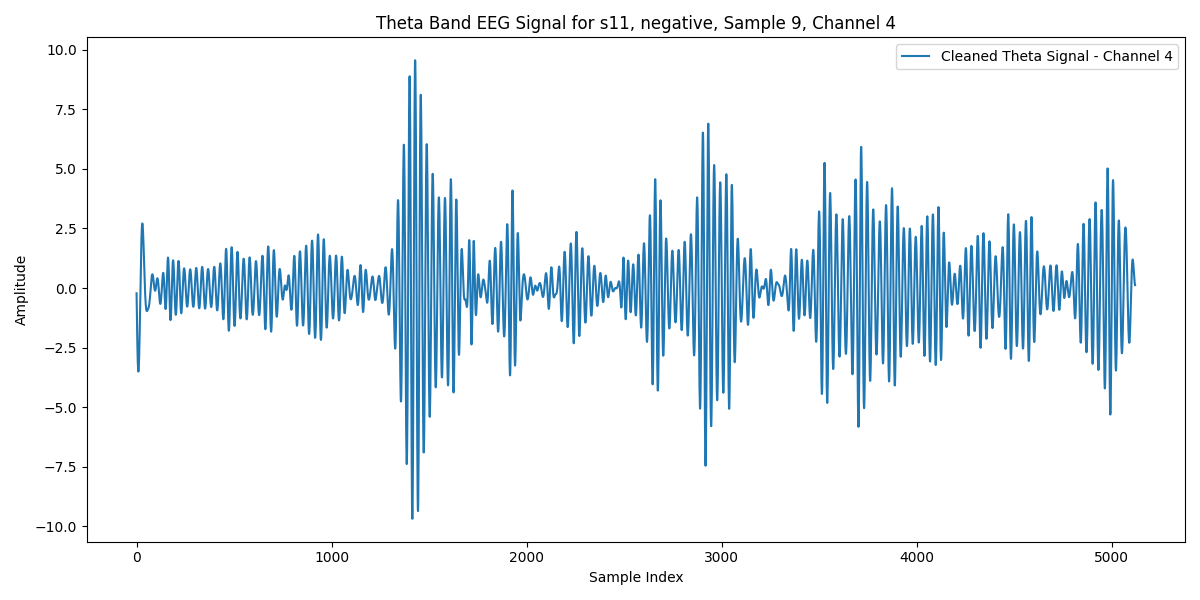 Theta Band EEG Signal for s11, negative, Sample 9, Channel 4
Cleaned Theta Signal - Channel 4
10.0
7.5
5.0
2.5
0.0
−2.5
−5.0
−7.5
−10.0
Amplitude
0 1000 2000 3000 4000 5000
Sample Index